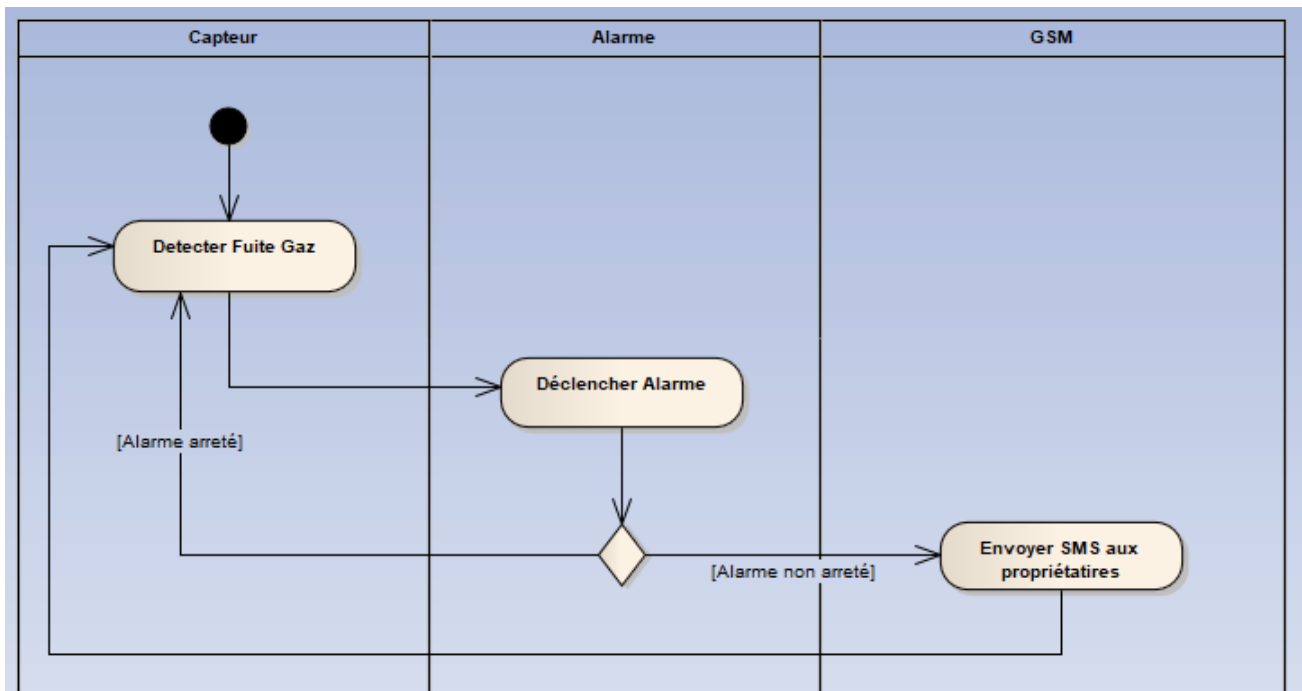 Capteur
Alarme
GSM
Detecter Fuite Gaz
Déclencher Alarme
[Alarme arreté]
[Alarme non arreté]
Envoyer SMS aux
propriétatires